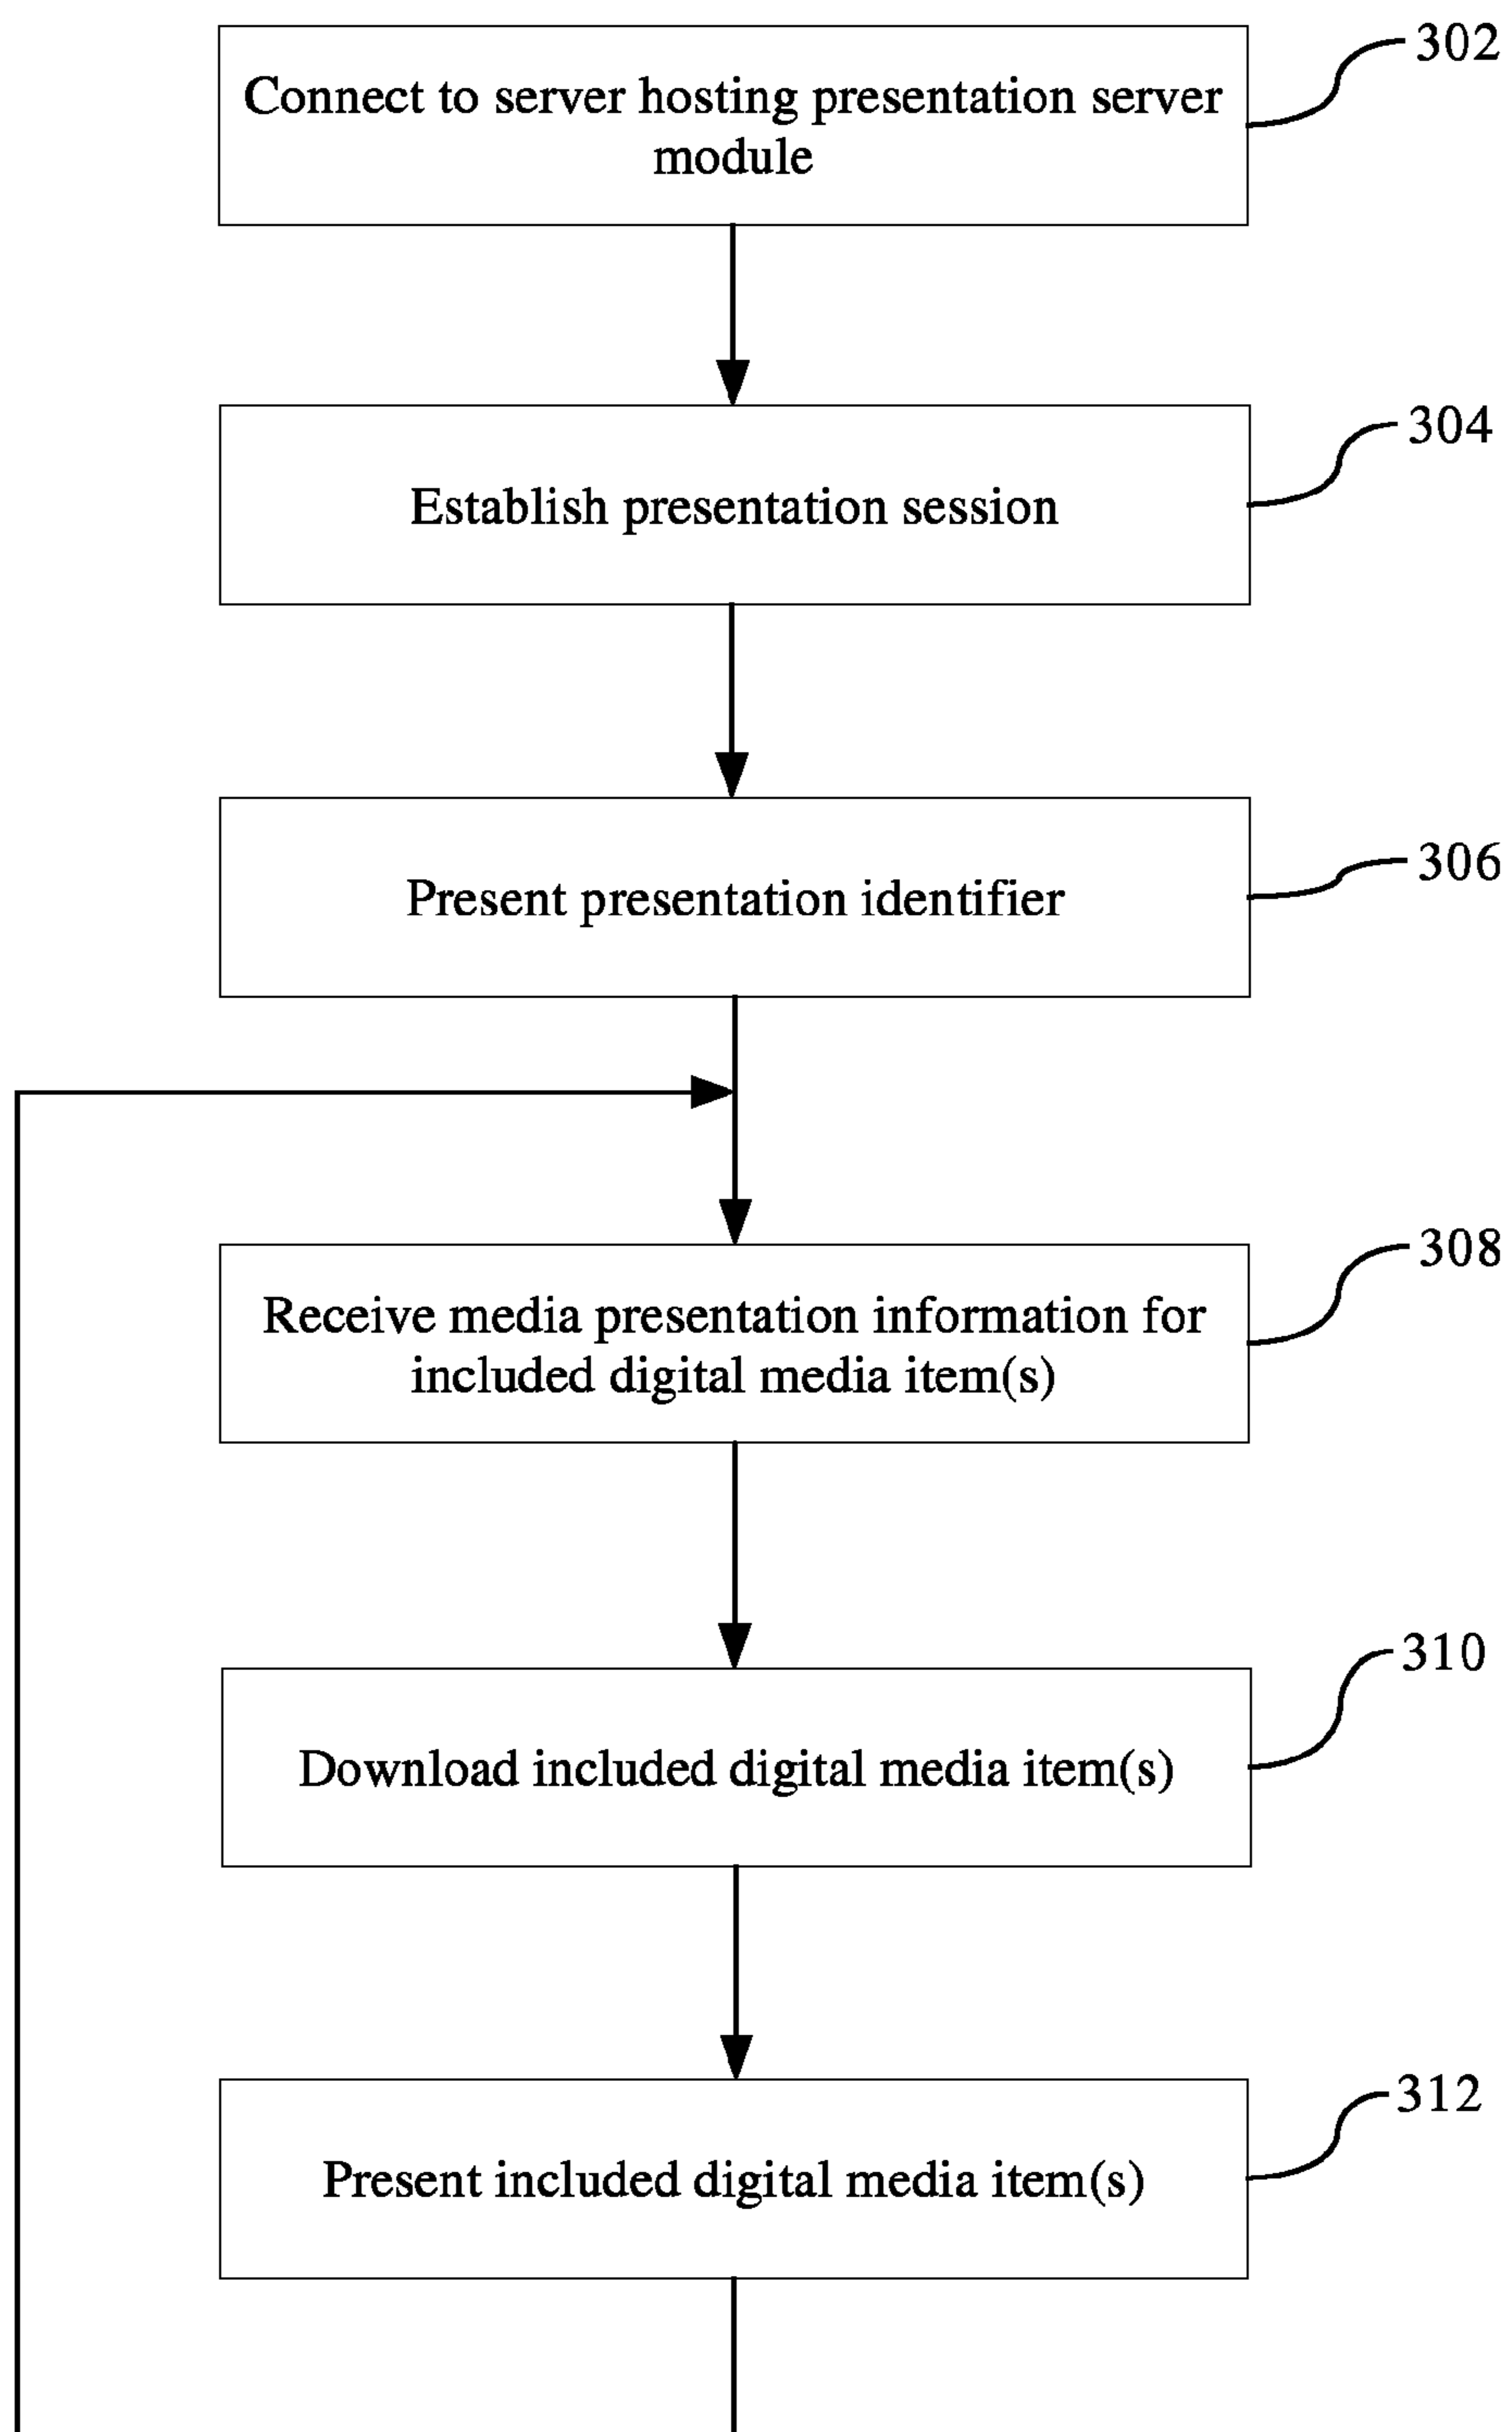 302
Connect to server hosting presentation server
module
304
Establish presentation session
306
Present presentation identifier
308
Receive media presentation information for
included digital media item(s)
310
Download included digital media item(s)
312
Present included digital media item(s)